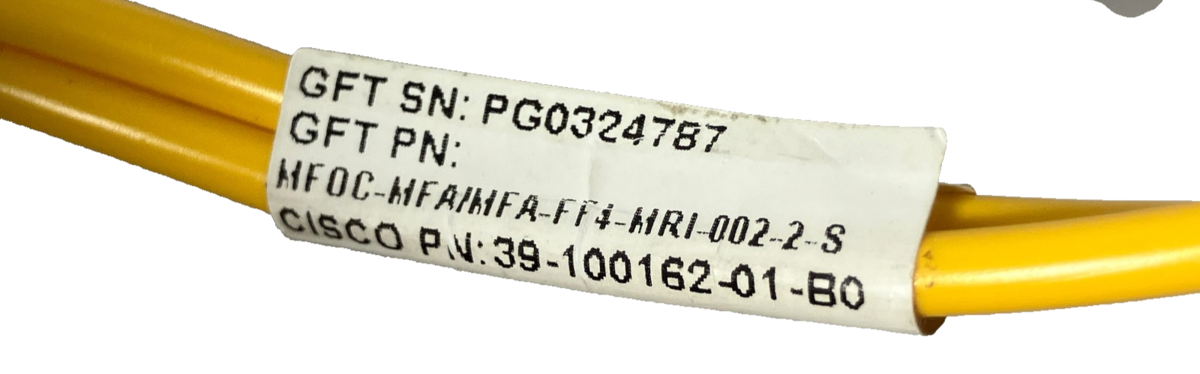 GFT SN: PG0324787
GFT PN:
MFOC-MFA/MFA-FF4-MRI-002-2-S
CISCO P/N: 39-100162-01-B0